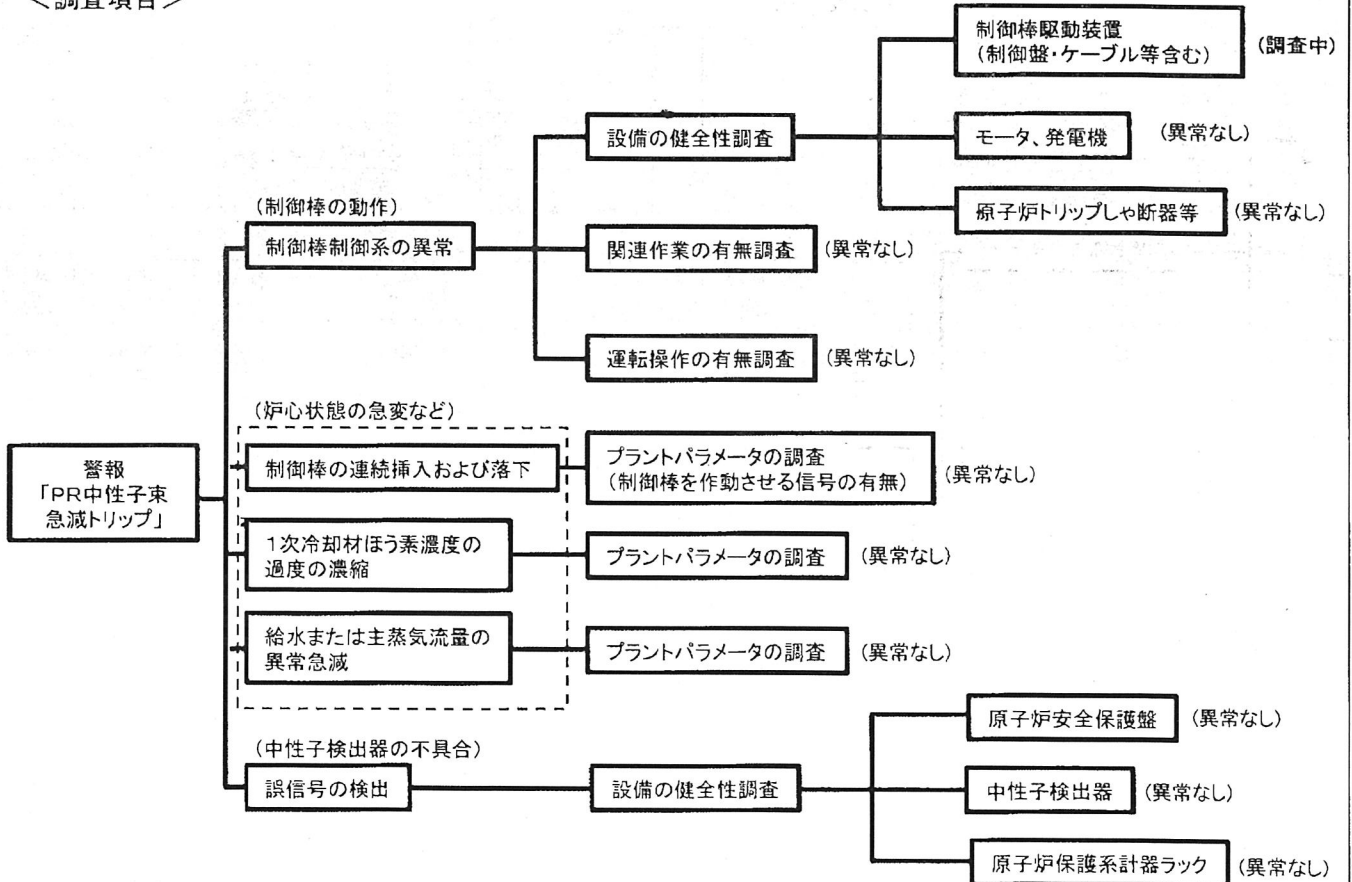 ＜調査項目＞
制御棒駆動装置
(制御盤・ケーブル等含む)
(調査中)
設備の健全性調査
モータ、発電機
(異常なし)
原子炉トリップしゃ断器等
(異常なし)
(制御棒の動作)
制御棒制御系の異常
関連作業の有無調査
(異常なし)
運転操作の有無調査
(異常なし)
(炉心状態の急変など)
警報
「PR中性子束
急減トリップ」
制御棒の連続挿入および落下
プラントパラメータの調査
(制御棒を作動させる信号の有無)
(異常なし)
1次冷却材ほう素濃度の
過度の濃縮
プラントパラメータの調査
(異常なし)
給水または主蒸気流量の
異常急減
プラントパラメータの調査
(異常なし)
(中性子検出器の不具合)
誤信号の検出
設備の健全性調査
原子炉安全保護盤
(異常なし)
中性子検出器
(異常なし)
原子炉保護系計器ラック
(異常なし)